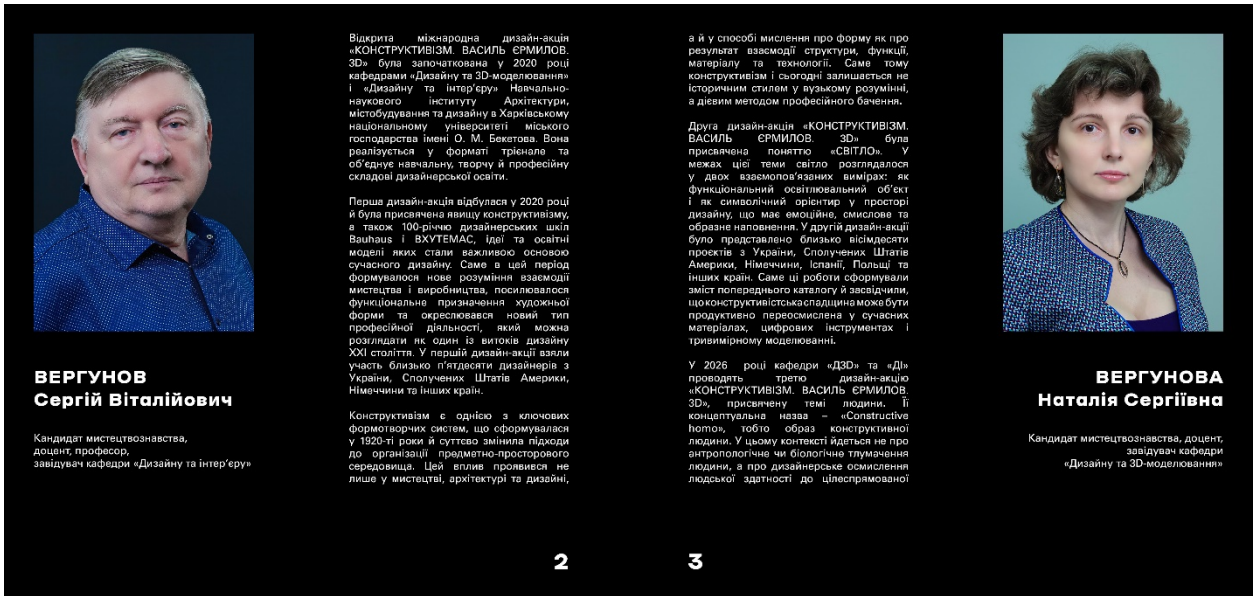 ВЕРГУНОВ
Сергій Віталійович
Кандидат мистецтвознавства,
доцент, професор,
завідувач кафедри «Дизайну та інтер’єру»
Відкрита міжнародна дизайн-акція
«КОНСТРУКТИВІЗМ. ВАСИЛЬ ЄРМИЛОВ.
3D» була започаткована у 2020 році
кафедрами «Дизайну та 3D-моделювання»
і «Дизайну та інтер’єру» Навчально-
наукового інституту Архітектури,
містобудування та дизайну в Харківському
національному університеті міського
господарства імені О. М. Бекетова. Вона
реалізується у форматі трієнале та
об’єднує навчальну, творчу й професійну
складові дизайнерської освіти.
Перша дизайн-акція відбулася у 2020 році
й була присвячена явищу конструктивізму,
а також 100-річчю дизайнерських шкіл
Bauhaus і ВХУТЕМАС, ідеї та освітні
моделі яких стали важливою основою
сучасного дизайну. Саме в цей період
формувалося нове розуміння взаємодії
мистецтва і виробництва, посилювалося
функціональне призначення художньої
форми та окреслювався новий тип
професійної діяльності, який можна
розглядати як один із витоків дизайну
ХХІ століття. У першій дизайн-акції взяли
участь близько п’ятдесяти дизайнерів з
України, Сполучених Штатів Америки,
Німеччини та інших країн.
Конструктивізм є однією з ключових
формотворчих систем, що сформувалася
у 1920-ті роки й суттєво змінила підходи
до організації предметно-просторового
середовища. Цей вплив проявився не
лише у мистецтві, архітектурі та дизайні,
2
а й у способі мислення про форму як про
результат взаємодії структури, функції,
матеріалу та технології. Саме тому
конструктивізм і сьогодні залишається не
історичним стилем у вузькому розумінні,
а дієвим методом професійного бачення.
Друга дизайн-акція «КОНСТРУКТИВІЗМ.
ВАСИЛЬ ЄРМИЛОВ. 3D» була
присвячена поняттю «СВІТЛО». У
межах цієї теми світло розглядалося
у двох взаємопов’язаних вимірах: як
функціональний освітлювальний об’єкт
і як символічний орієнтир у просторі
дизайну, що має емоційне, смислове та
образне наповнення. У другій дизайн-акції
було представлено близько вісімдесяти
проєктів з України, Сполучених Штатів
Америки, Німеччини, Іспанії, Польщі та
інших країн. Саме ці роботи сформували
зміст попереднього каталогу й засвідчили,
що конструктивістська спадщина може бути
продуктивно переосмислена у сучасних
матеріалах, цифрових інструментах і
тривимірному моделюванні.
У 2026 році кафедри «ДЗD» та «ДІ»
проводять третю дизайн-акцію
«КОНСТРУКТИВІЗМ. ВАСИЛЬ ЄРМИЛОВ.
3D», присвячену темі людини. Її
концептуальна назва – «Constructive
homo», тобто образ конструктивної
людини. У цьому контексті йдеться не про
антропологічне чи біологічне тлумачення
людини, а про дизайнерське осмислення
людської здатності до цілеспрямованої
3
ВЕРГУНОВА
Наталія Сергіївна
Кандидат мистецтвознавства, доцент,
завідувач кафедри
«Дизайну та 3D-моделювання»